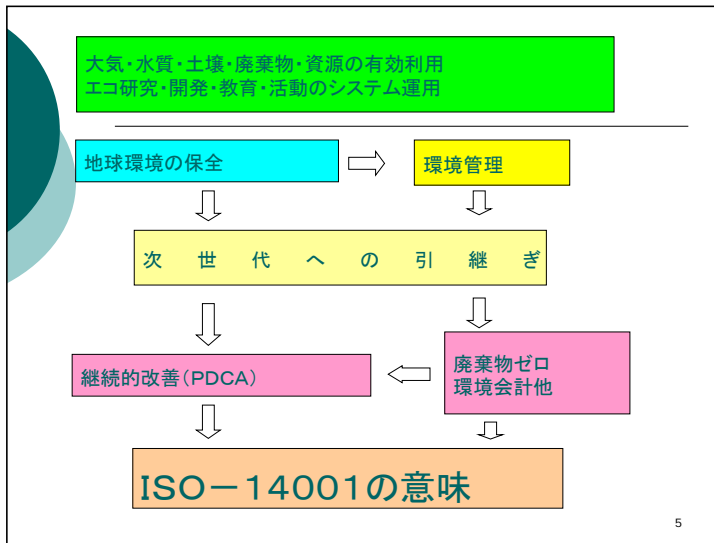 大気・水質・土壌・廃棄物・資源の有効利用
エコ研究・開発・教育・活動のシステム運用
地球環境の保全
環境管理
次世代への引継ぎ
継続的改善(PDCA)
廃棄物ゼロ
環境会計他
ISO－14001の意味
5